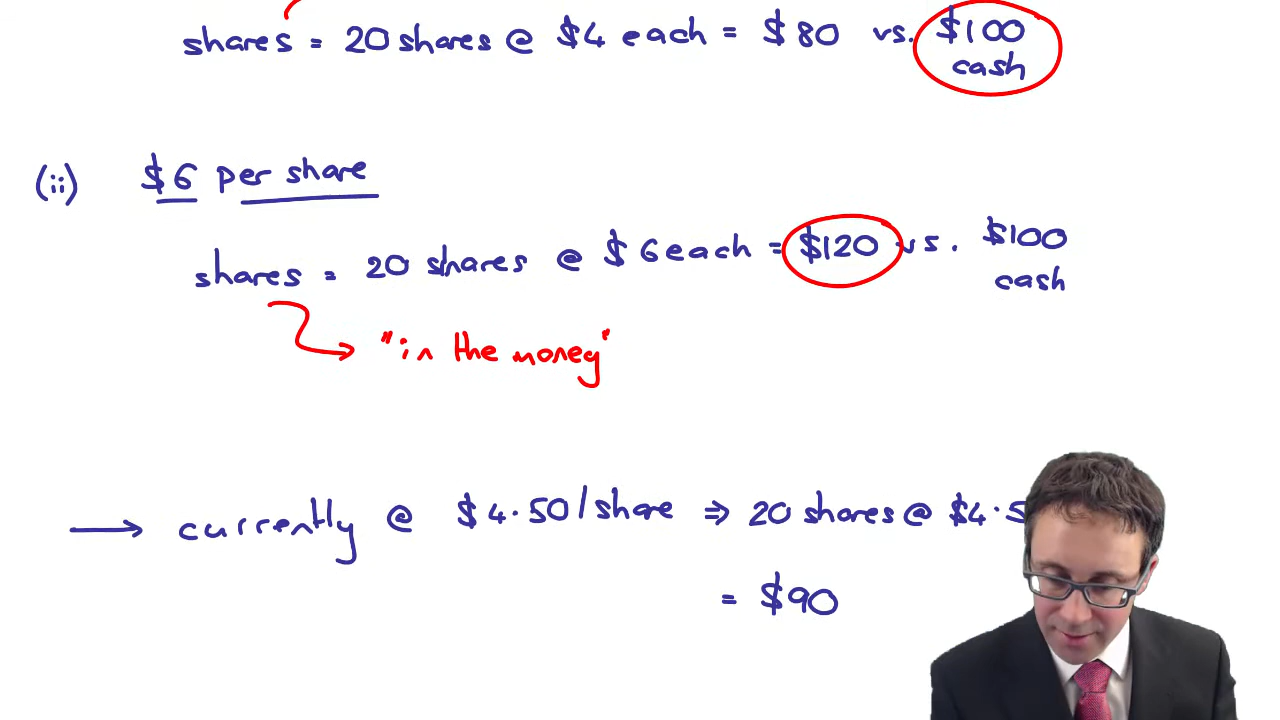 shares = 20 shares @ $4 each = $80 vs. $100
cash
(ii) $6 per share
shares = 20 shares @ $6 each = $120 vs. $100
cash
"in the money"
currently @ $4.50/share ⇒ 20 shares @ $4.5
= $90